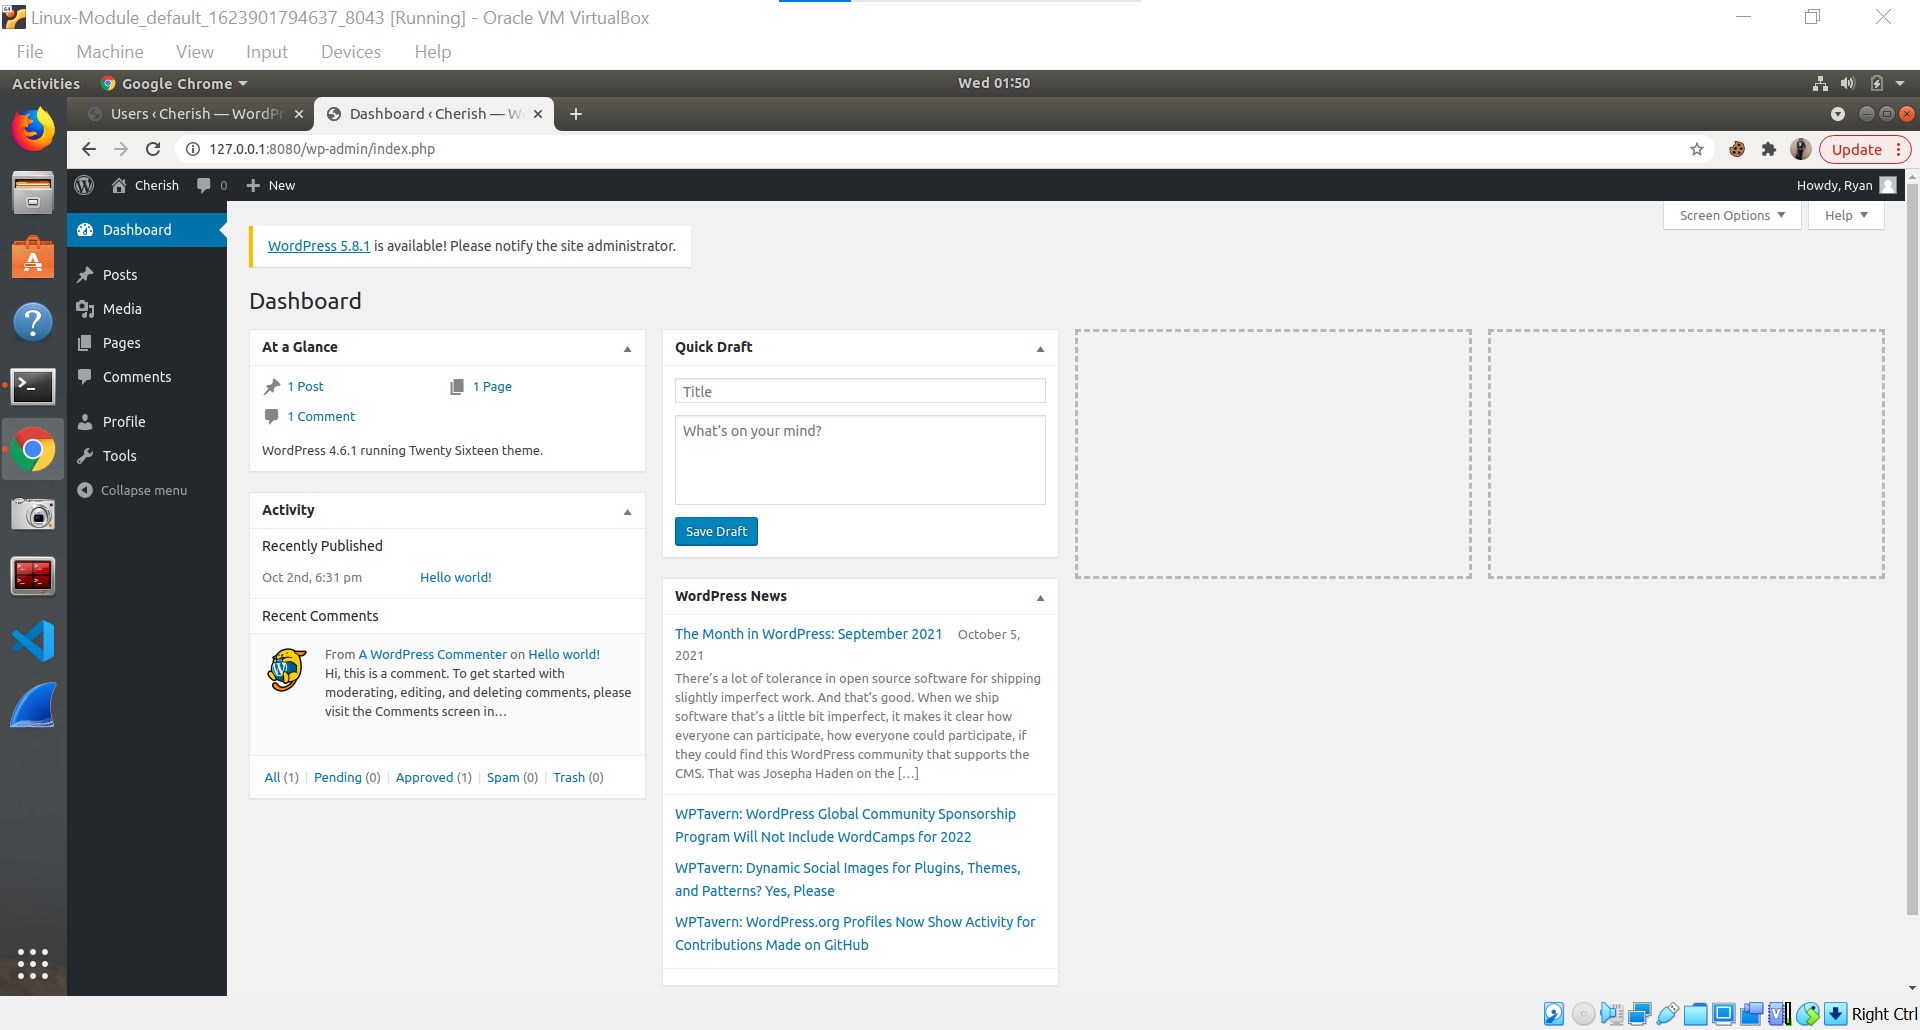 Linux-Module_default_1623901794637_8043 [Running] - Oracle VM VirtualBox
File Machine View Input Devices Help
Activities Google Chrome Wed 01:50
Users ‹ Cherish — WordPr Dashboard ‹ Cherish — W
127.0.0.1:8080/wp-admin/index.php Update
Cherish 0 New Howdy, Ryan
Screen Options Help
Dashboard
Posts
Media
Pages
Comments
Profile
Tools
Collapse menu
WordPress 5.8.1 is available! Please notify the site administrator.
Dashboard
At a Glance
1 Post 1 Page
1 Comment
WordPress 4.6.1 running Twenty Sixteen theme.
Activity
Recently Published
Oct 2nd, 6:31 pm Hello world!
Recent Comments
From A WordPress Commenter on Hello world!
Hi, this is a comment. To get started with
moderating, editing, and deleting comments, please
visit the Comments screen in…
All (1) | Pending (0) | Approved (1) | Spam (0) | Trash (0)
Quick Draft
Title
What’s on your mind?
Save Draft
WordPress News
The Month in WordPress: September 2021 October 5,
2021
There’s a lot of tolerance in open source software for shipping
slightly imperfect work. And that’s good. When we ship
software that’s a little bit imperfect, it makes it clear how
everyone can participate, how everyone could participate, if
they could find this WordPress community that supports the
CMS. That was Josepha Haden on the […]
WPTavern: WordPress Global Community Sponsorship
Program Will Not Include WordCamps for 2022
WPTavern: Dynamic Social Images for Plugins, Themes,
and Patterns? Yes, Please
WPTavern: WordPress.org Profiles Now Show Activity for
Contributions Made on GitHub
Right Ctrl